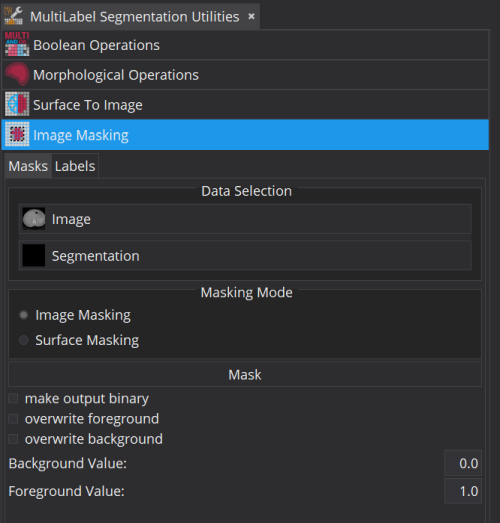 MultiLabel Segmentation Utilities ×
MULTI
AND OR
Boolean Operations
Morphological Operations
Surface To Image
Image Masking
Masks Labels
Data Selection
Image
Segmentation
Masking Mode
Image Masking
Surface Masking
Mask
make output binary
overwrite foreground
overwrite background
Background Value: 0.0
Foreground Value: 1.0